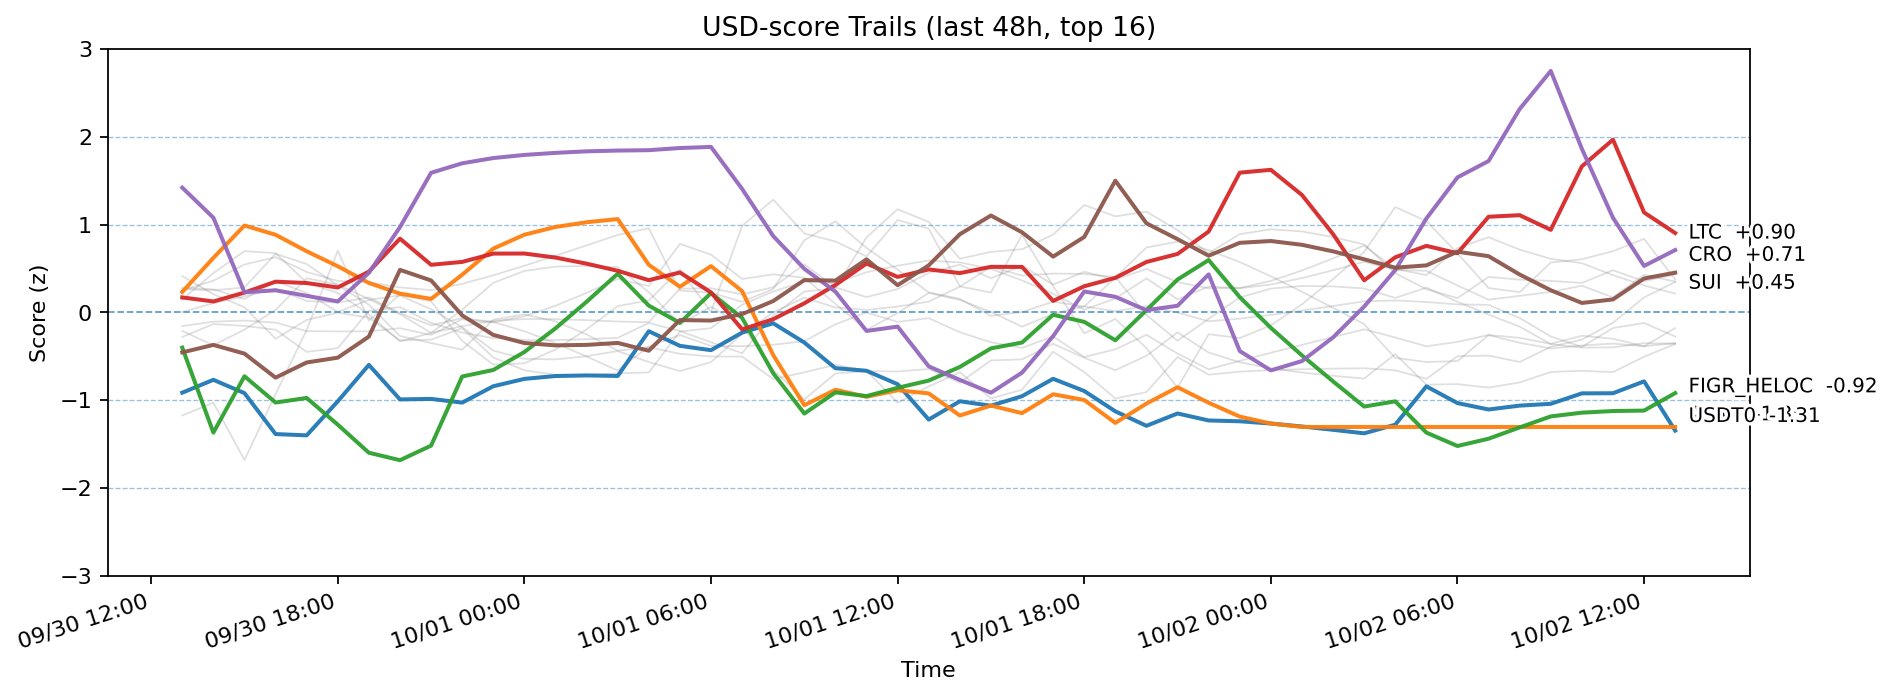 USD-score Trails (last 48h, top 16)
Score (z)
3
2
1
0
−1
−2
−3
LTC +0.90
CRO +0.71
SUI +0.45
FIGR_HELOC -0.92
USDT0 -1.31
09/30 12:00
09/30 18:00
10/01 00:00
10/01 06:00
10/01 12:00
10/01 18:00
10/02 00:00
10/02 06:00
10/02 12:00
Time